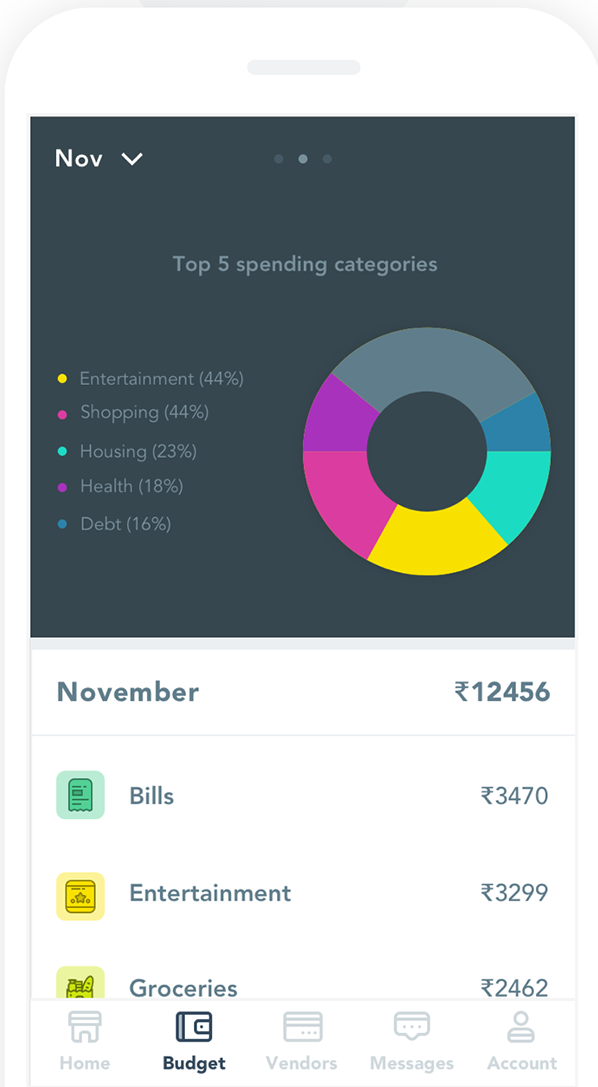 Nov
Top 5 spending categories
Entertainment (44%)
Shopping (44%)
Housing (23%)
Health (18%)
Debt (16%)
November ₹12456
Bills ₹3470
Entertainment ₹3299
Groceries ₹2462
Home Budget Vendors Messages Account